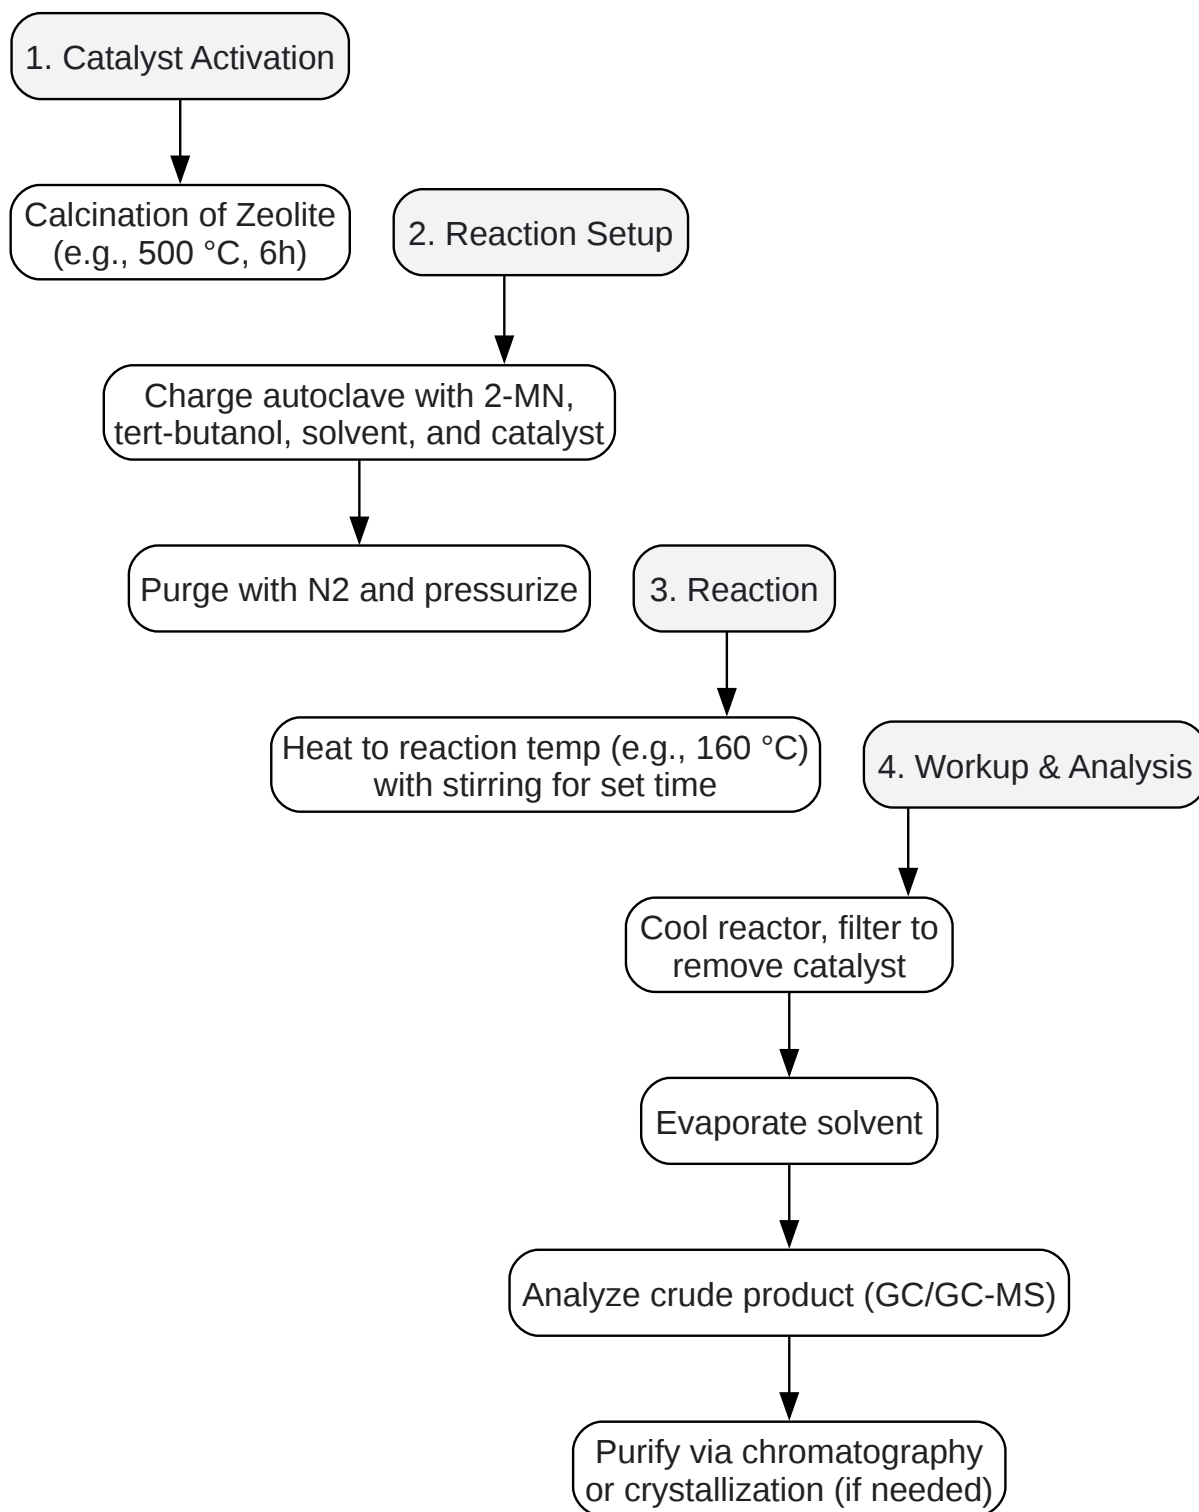 1. Catalyst Activation
Calcination of Zeolite
(e.g., 500 °C, 6h)
2. Reaction Setup
Charge autoclave with 2-MN,
tert-butanol, solvent, and catalyst
Purge with N2 and pressurize
3. Reaction
Heat to reaction temp (e.g., 160 °C)
with stirring for set time
4. Workup & Analysis
Cool reactor, filter to
remove catalyst
Evaporate solvent
Analyze crude product (GC/GC-MS)
Purify via chromatography
or crystallization (if needed)